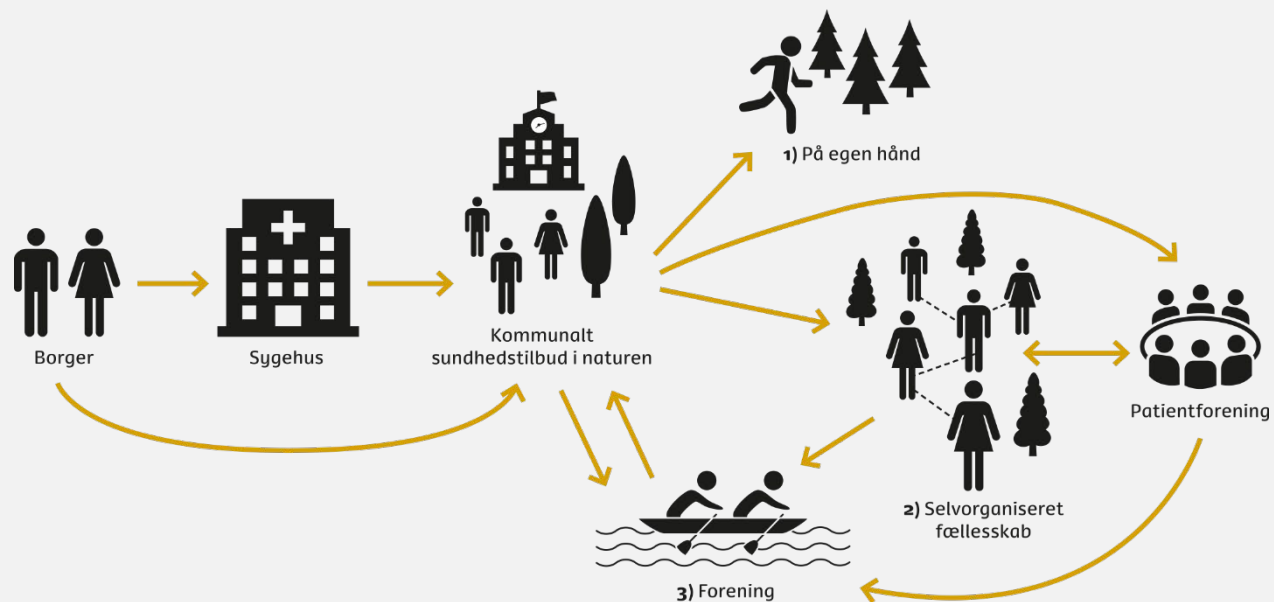 1) På egen hånd
Borger
Sygehus
Kommunalt
sundhedstilbud i naturen
Patientforening
2) Selvorganiseret
fællesskab
3) Forening